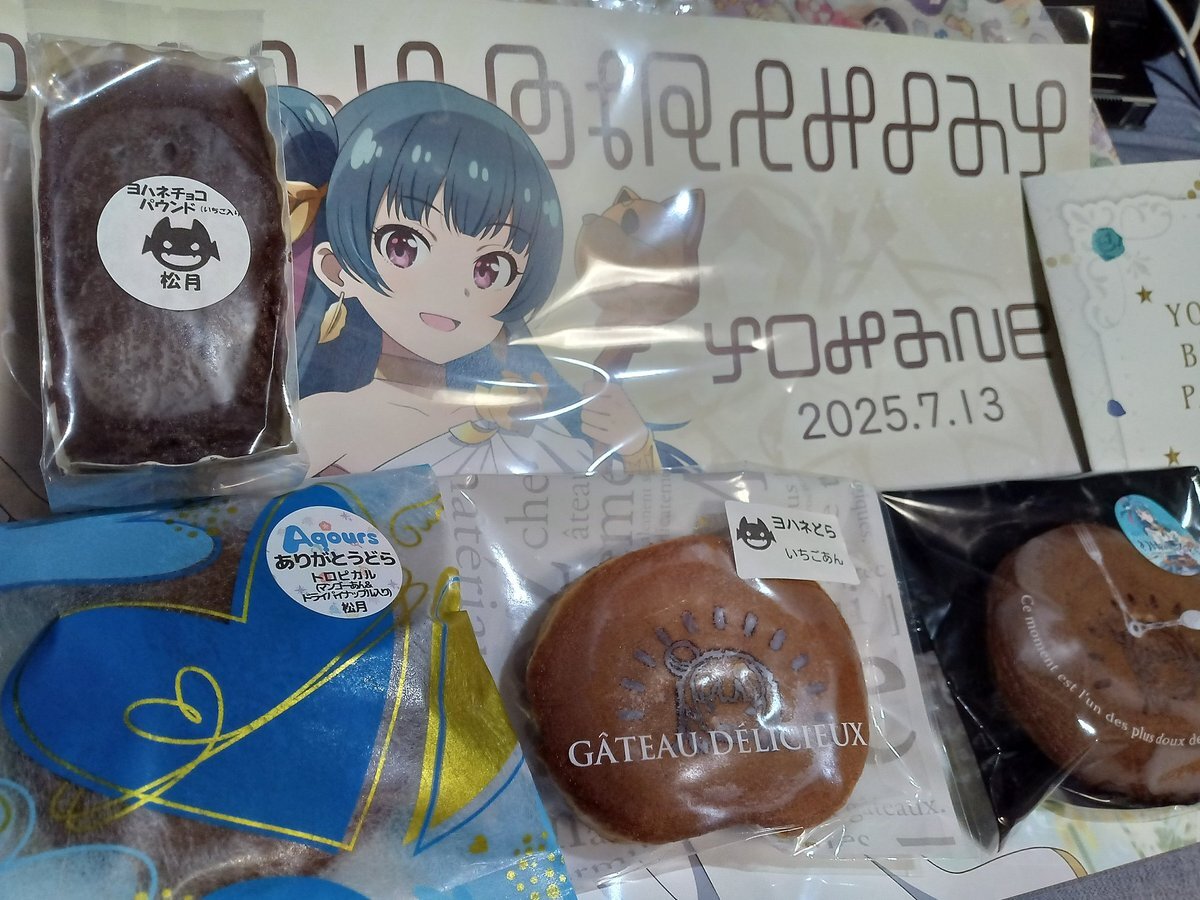 ヨハネチョコ
パウンド(いちご入り)
松月
YOHANE
2025.7.13
YO
B
P
Aqours
ありがとうどら
トロピカル
(マンゴーあん&
ドライパイナップル入り)
松月
ヨハネどら
いちごあん
GÂTEAU DÉLICIEUX
Ce moment est l'un des plus doux de
che
gâteaux.